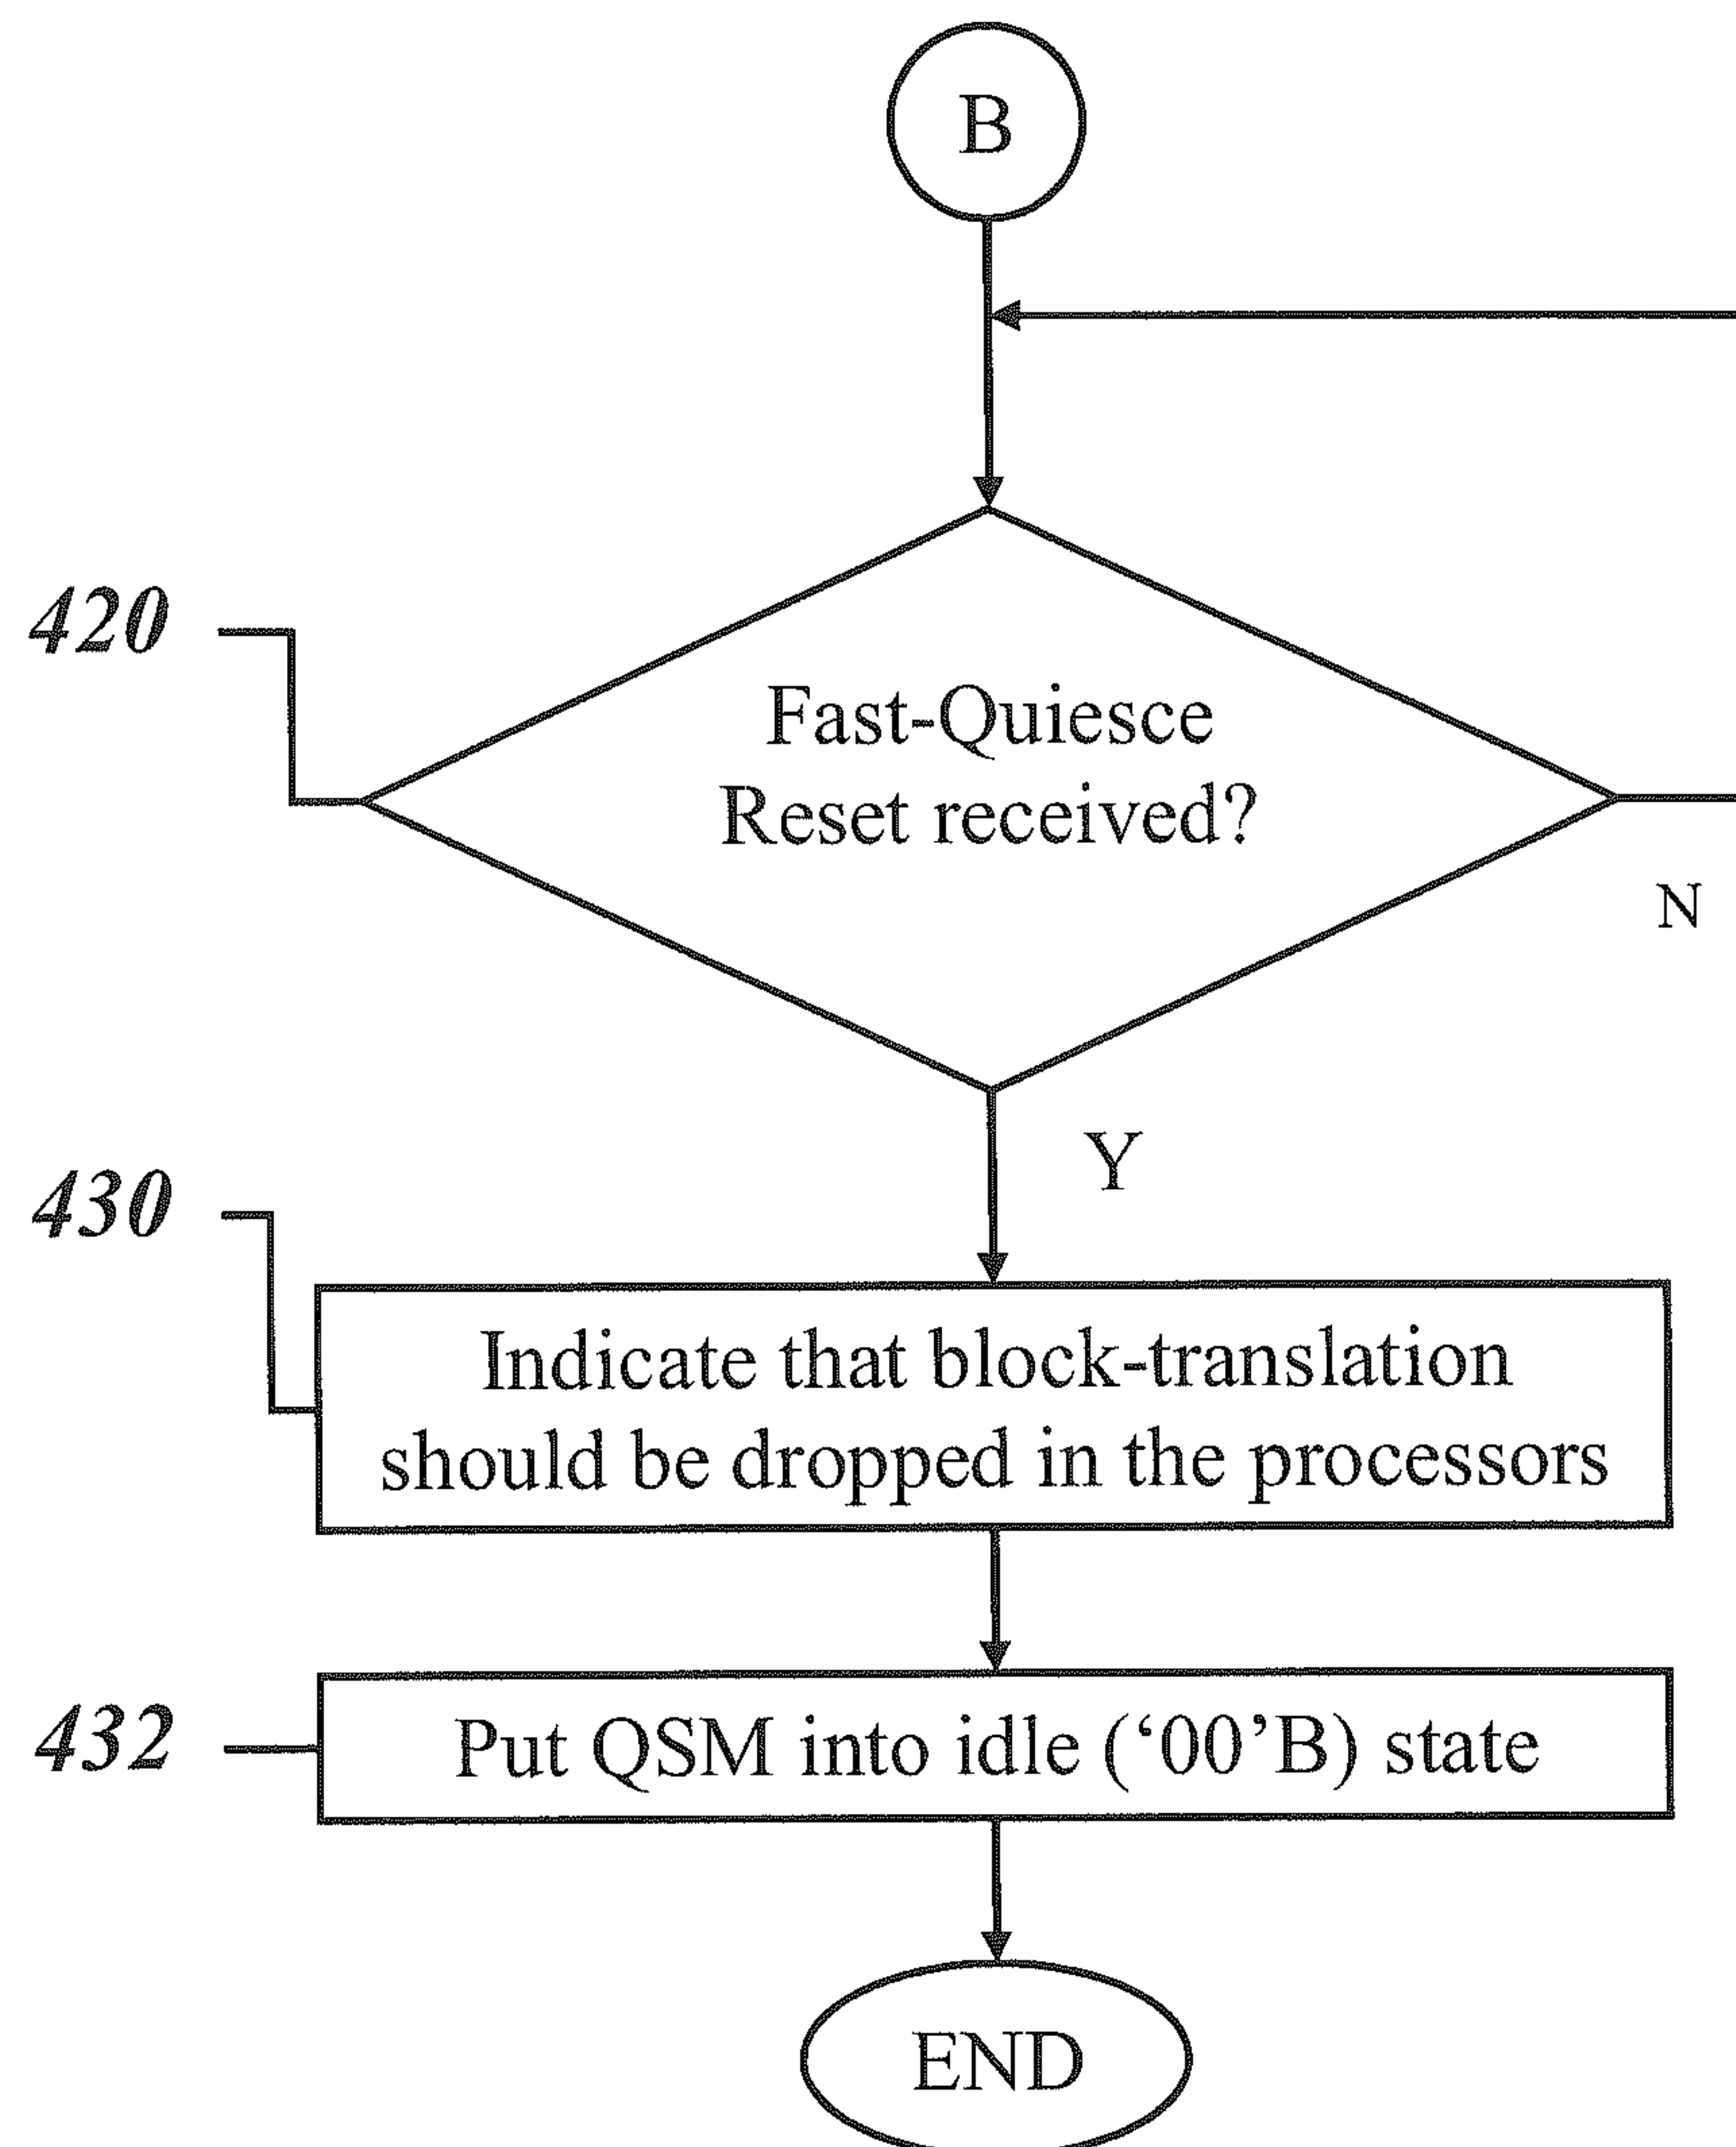 B
420
Fast-Quiesce
Reset received?
N
Y
430
Indicate that block-translation
should be dropped in the processors
432
Put QSM into idle (‘00’B) state
END